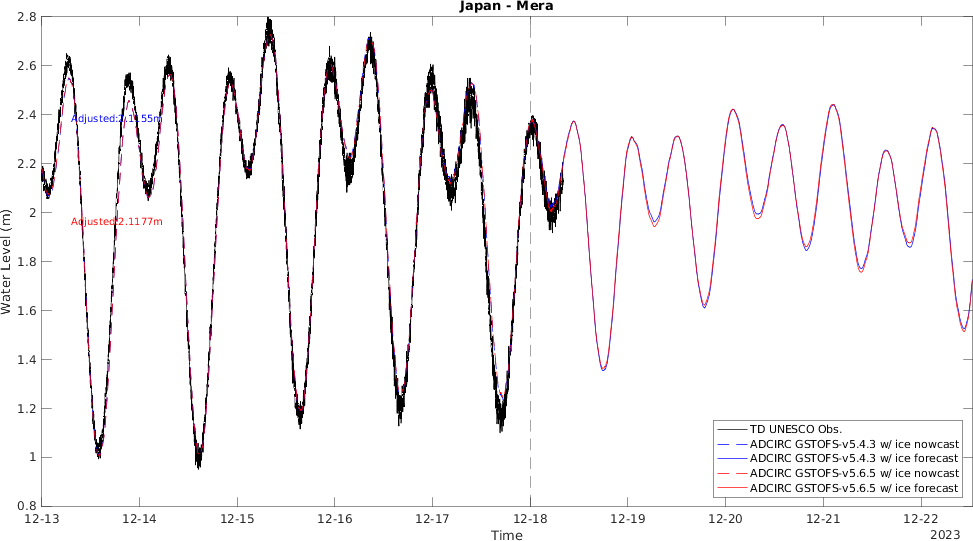 Japan - Mera
2.8
2.6
2.4
2.2
2
1.8
1.6
1.4
1.2
1
0.8
Water Level (m)
Adjusted:2.1155m
Adjusted:2.1177m
TD UNESCO Obs.
ADCIRC GSTOFS-v5.4.3 w/ ice nowcast
ADCIRC GSTOFS-v5.4.3 w/ ice forecast
ADCIRC GSTOFS-v5.6.5 w/ ice nowcast
ADCIRC GSTOFS-v5.6.5 w/ ice forecast
12-13 12-14 12-15 12-16 12-17 12-18 12-19 12-20 12-21 12-22
Time
2023